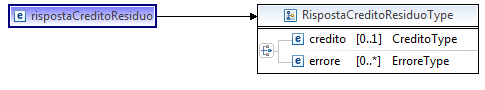 e rispostaCreditoResiduo
RispostaCreditoResiduoType
e credito [0..1] CreditoType
e errore [0..*] ErroreType